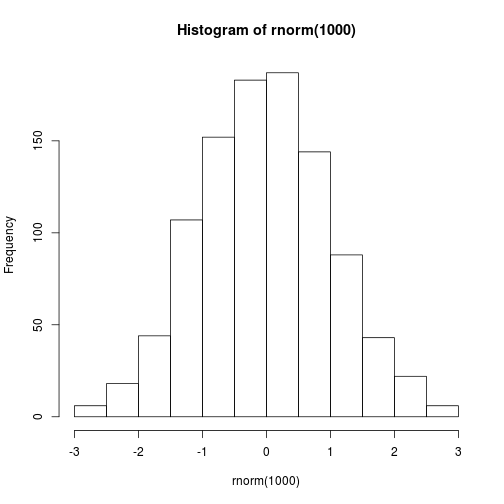 Histogram of rnorm(1000)
Frequency
150
100
50
0
-3 -2 -1 0 1 2 3
rnorm(1000)